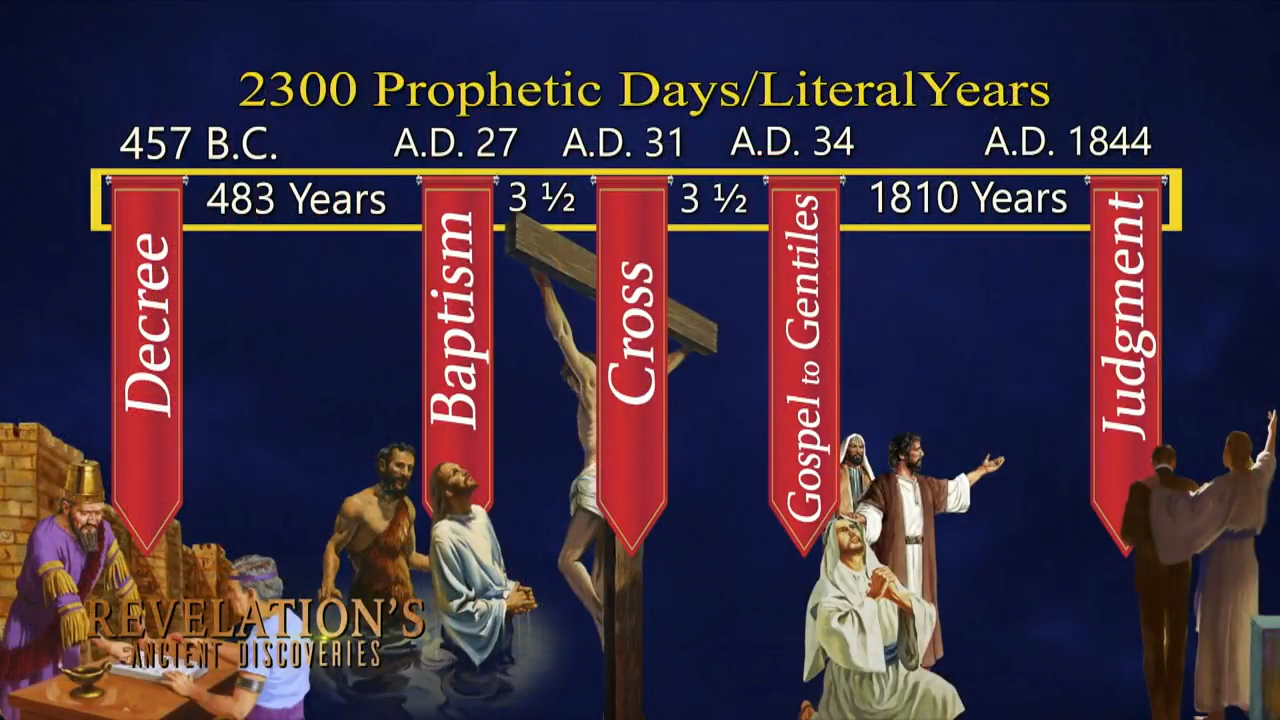 2300 Prophetic Days/LiteralYears
457 B.C. A.D. 27 A.D. 31 A.D. 34 A.D. 1844
483 Years 3 ½ 3 ½ 1810 Years
Decree
Baptism
Cross
Gospel to Gentiles
Judgment
REVELATION'S
ANCIENT DISCOVERIES